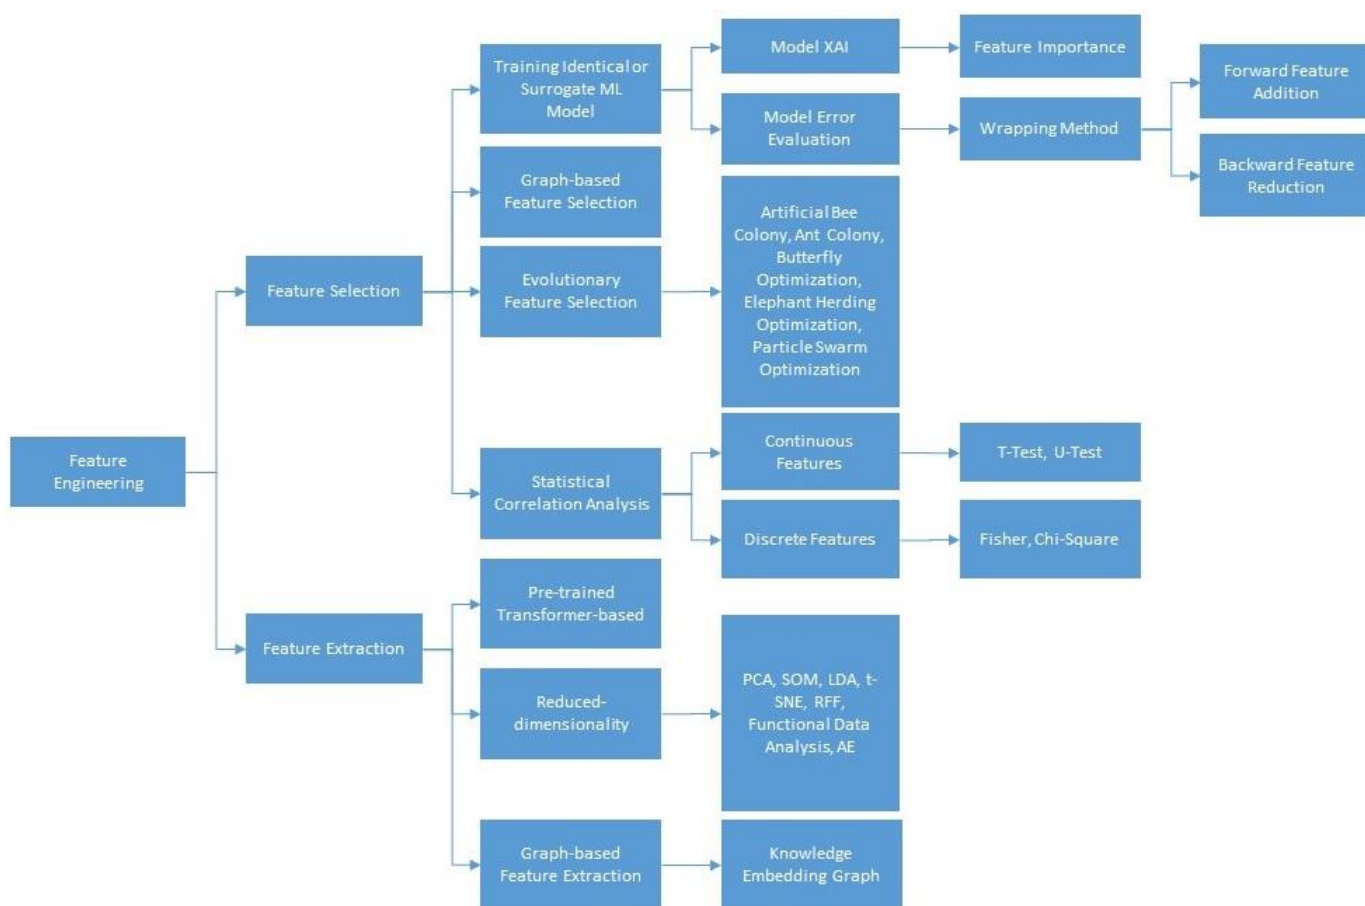 Feature
Engineering
Feature Selection
Training Identical or
Surrogate ML
Model
Model XAI
Feature Importance
Model Error
Evaluation
Wrapping Method
Forward Feature
Addition
Backward Feature
Reduction
Graph-based
Feature Selection
Evolutionary
Feature Selection
Artificial Bee
Colony, Ant Colony,
Butterfly
Optimization,
Elephant Herding
Optimization,
Particle Swarm
Optimization
Statistical
Correlation Analysis
Continuous
Features
T-Test, U-Test
Discrete Features
Fisher, Chi-Square
Feature Extraction
Pre-trained
Transformer-based
Reduced-
dimensionality
PCA, SOM, LDA, t-
SNE, RFF,
Functional Data
Analysis, AE
Graph-based
Feature Extraction
Knowledge
Embedding Graph